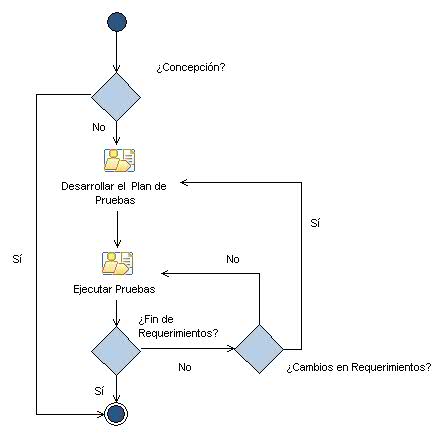 ¿Concepción?
No
Desarrollar el Plan de
Pruebas
Sí
Sí
No
Ejecutar Pruebas
¿Fin de
Requerimientos?
No
¿Cambios en Requerimientos?
Sí